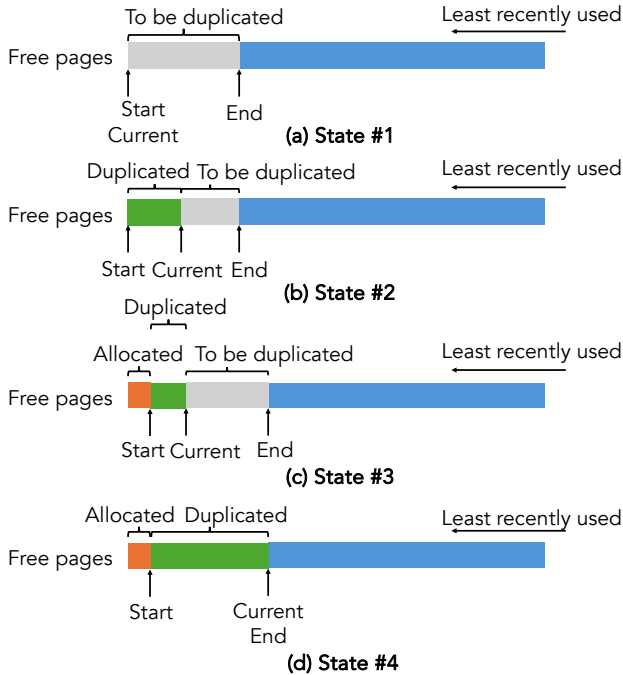 To be duplicated
Least recently used
Free pages
Start
Current
End
(a) State #1
Duplicated
To be duplicated
Least recently used
Free pages
Start Current End
(b) State #2
Duplicated
Allocated
To be duplicated
Least recently used
Free pages
Start Current End
(c) State #3
Allocated Duplicated
Least recently used
Free pages
Start
Current
End
(d) State #4